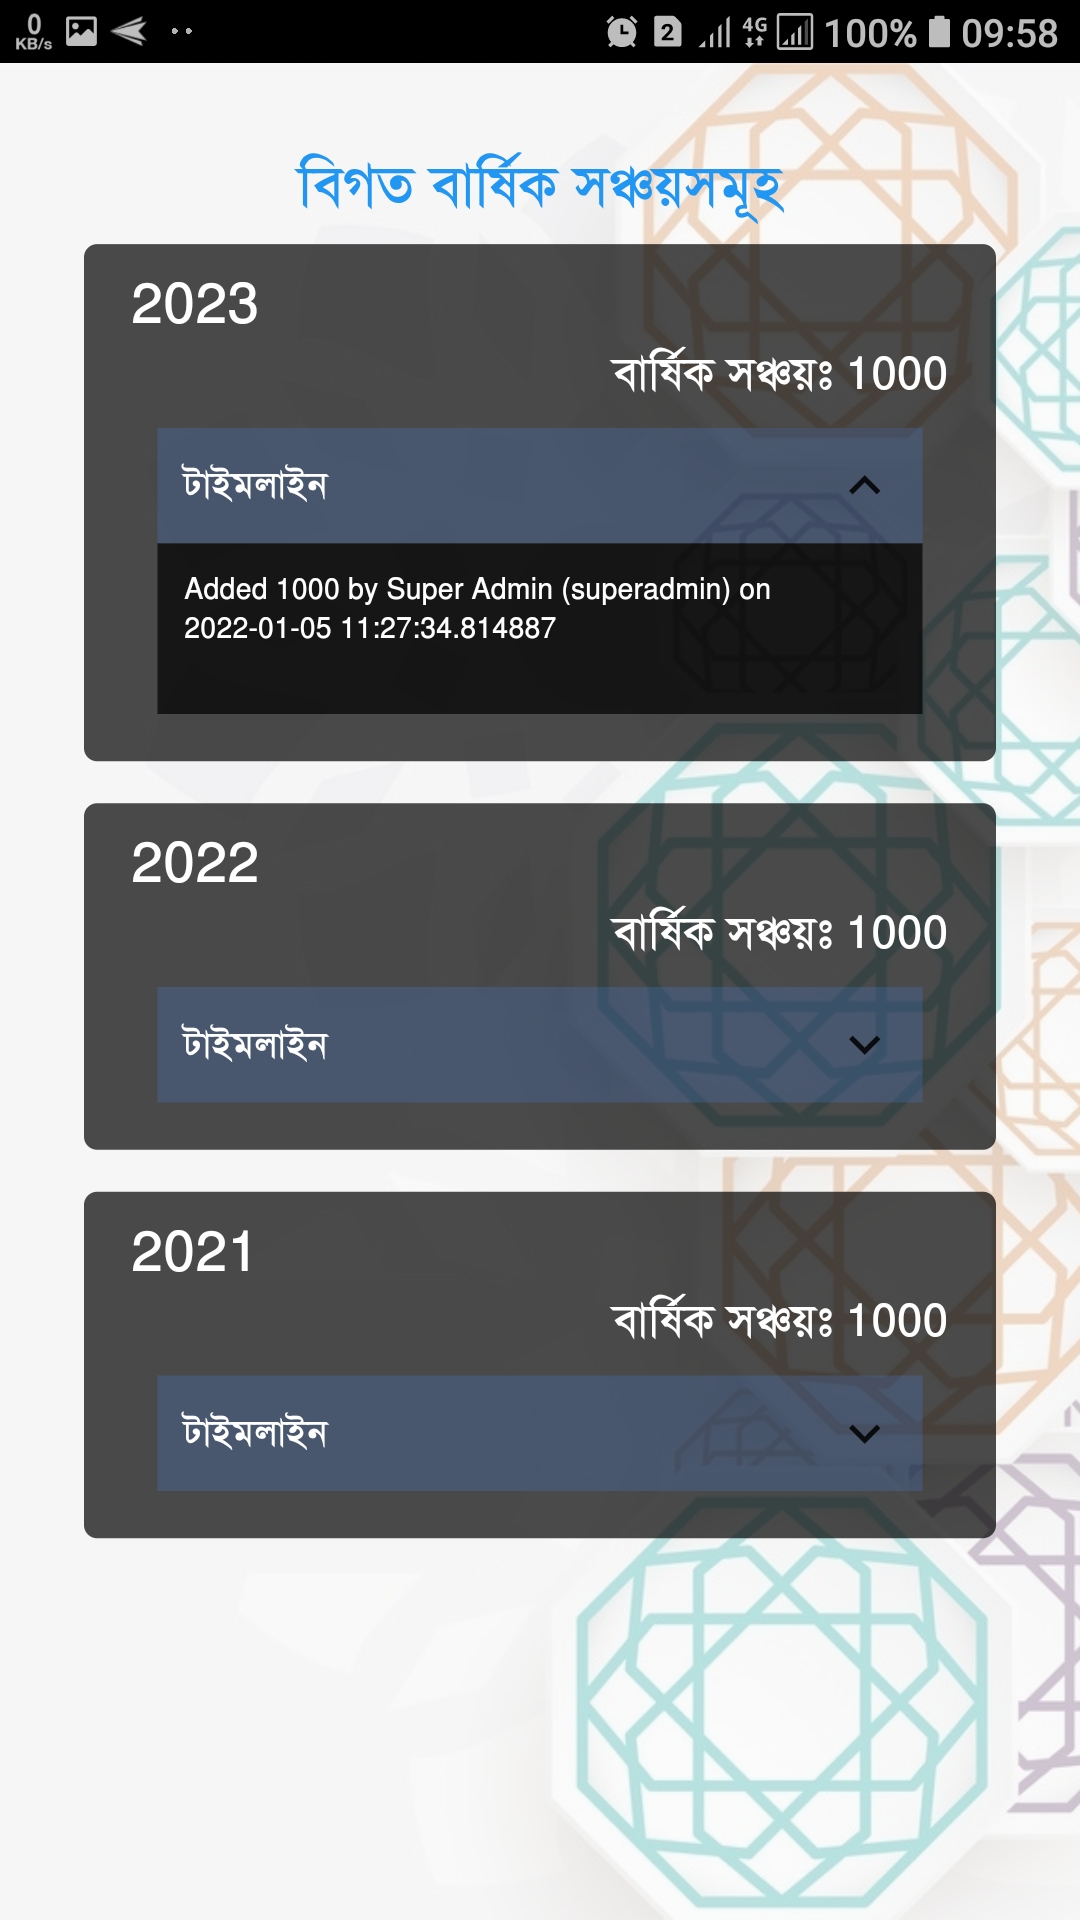 0
KB/s
2
4G
100%
09:58
বিগত বার্ষিক সঞ্চয়সমূহ
2023
বার্ষিক সঞ্চয়ঃ 1000
টাইমলাইন
Added 1000 by Super Admin (superadmin) on
2022-01-05 11:27:34.814887
2022
বার্ষিক সঞ্চয়ঃ 1000
টাইমলাইন
2021
বার্ষিক সঞ্চয়ঃ 1000
টাইমলাইন